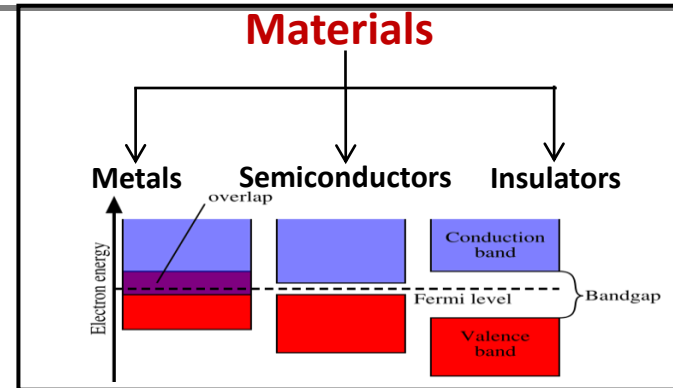 Materials
Metals Semiconductors Insulators
overlap
Electron energy
Conduction
band
Fermi level
Bandgap
Valence
band